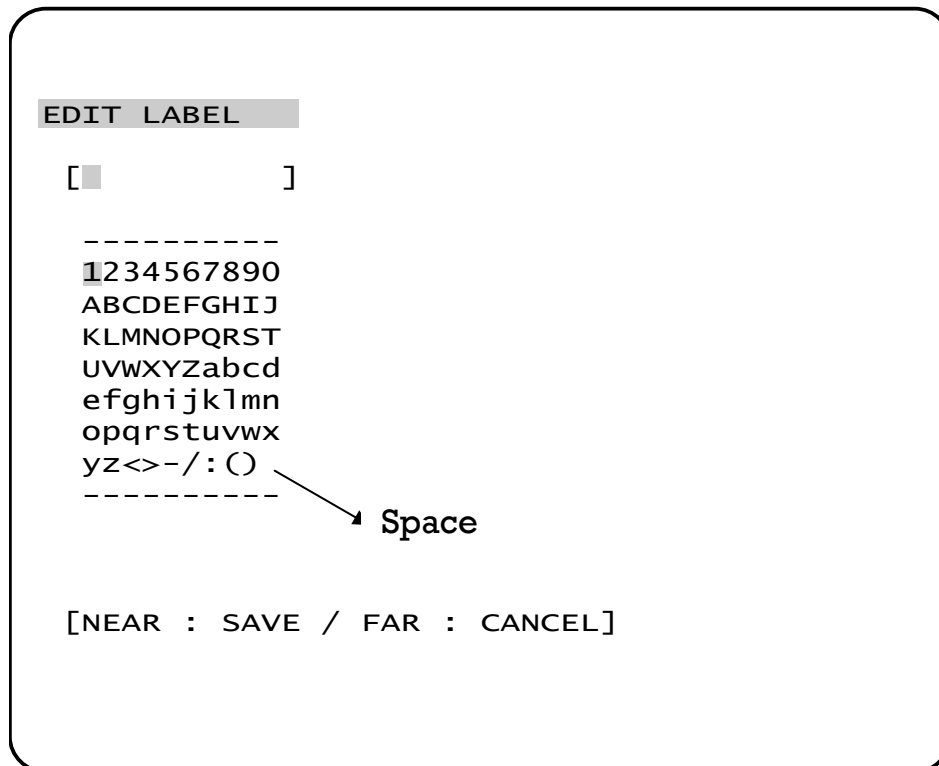 EDIT LABEL
[ ]
----------
1234567890
ABCDEFGHIJ
KLMNOPQRST
UVWXYZabcd
efghijklmn
opqrstuvwx
yz<>-/:()
----------
Space
[NEAR : SAVE / FAR : CANCEL]